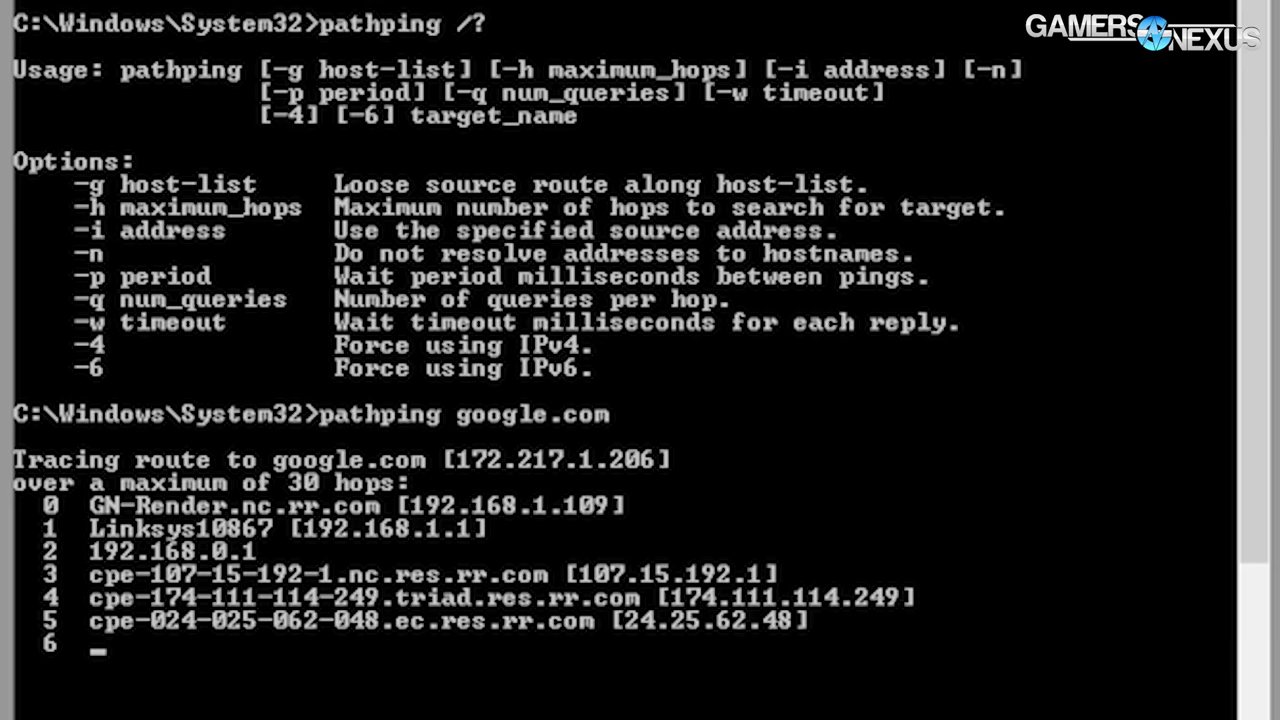 C:\Windows\System32>pathping /?
GAMERS NEXUS
Usage: pathping [-g host-list] [-h maximum_hops] [-i address] [-n]
[-p period] [-q num_queries] [-w timeout]
[-4] [-6] target_name
Options:
-g host-list Loose source route along host-list.
-h maximum_hops Maximum number of hops to search for target.
-i address Use the specified source address.
-n Do not resolve addresses to hostnames.
-p period Wait period milliseconds between pings.
-q num_queries Number of queries per hop.
-w timeout Wait timeout milliseconds for each reply.
-4 Force using IPv4.
-6 Force using IPv6.
C:\Windows\System32>pathping google.com
Tracing route to google.com [172.217.1.206]
over a maximum of 30 hops:
0 GN-Render.nc.rr.com [192.168.1.109]
1 Linksys10867 [192.168.1.1]
2 192.168.0.1
3 cpe-107-15-192-1.nc.res.rr.com [107.15.192.1]
4 cpe-174-111-114-249.triad.res.rr.com [174.111.114.249]
5 cpe-024-025-062-048.ec.res.rr.com [24.25.62.48]
6